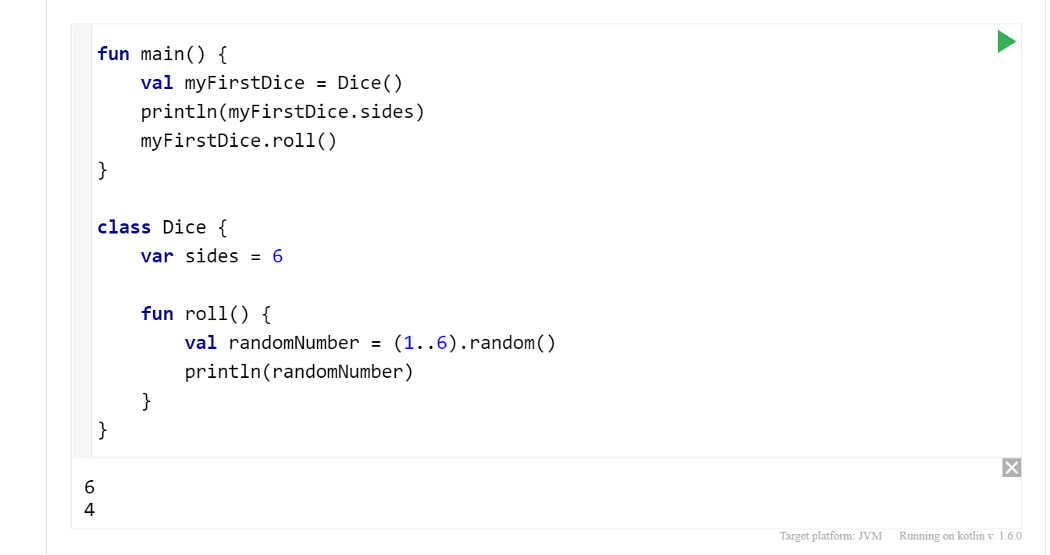 fun main() {
    val myFirstDice = Dice()
    println(myFirstDice.sides)
    myFirstDice.roll()
}

class Dice {
    var sides = 6

    fun roll() {
        val randomNumber = (1..6).random()
        println(randomNumber)
    }
}
6
4
Target platform: JVM    Running on kotlin v. 1.6.0